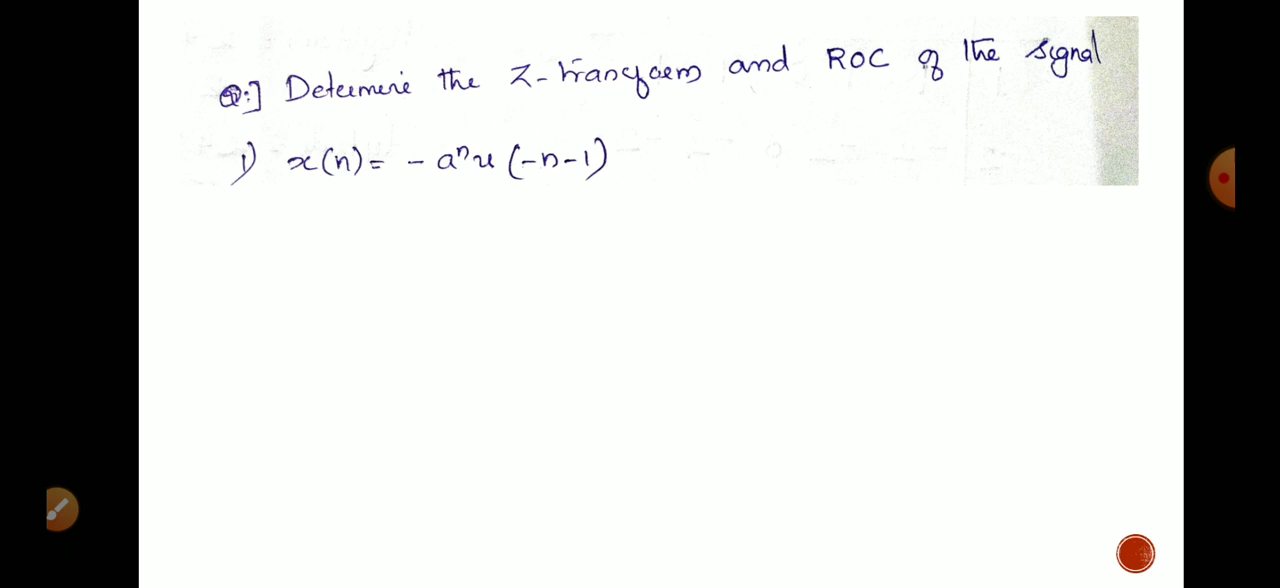 Q:] Determine the Z-transform and ROC of the signal
1) x(n) = - aⁿu (-n-1)